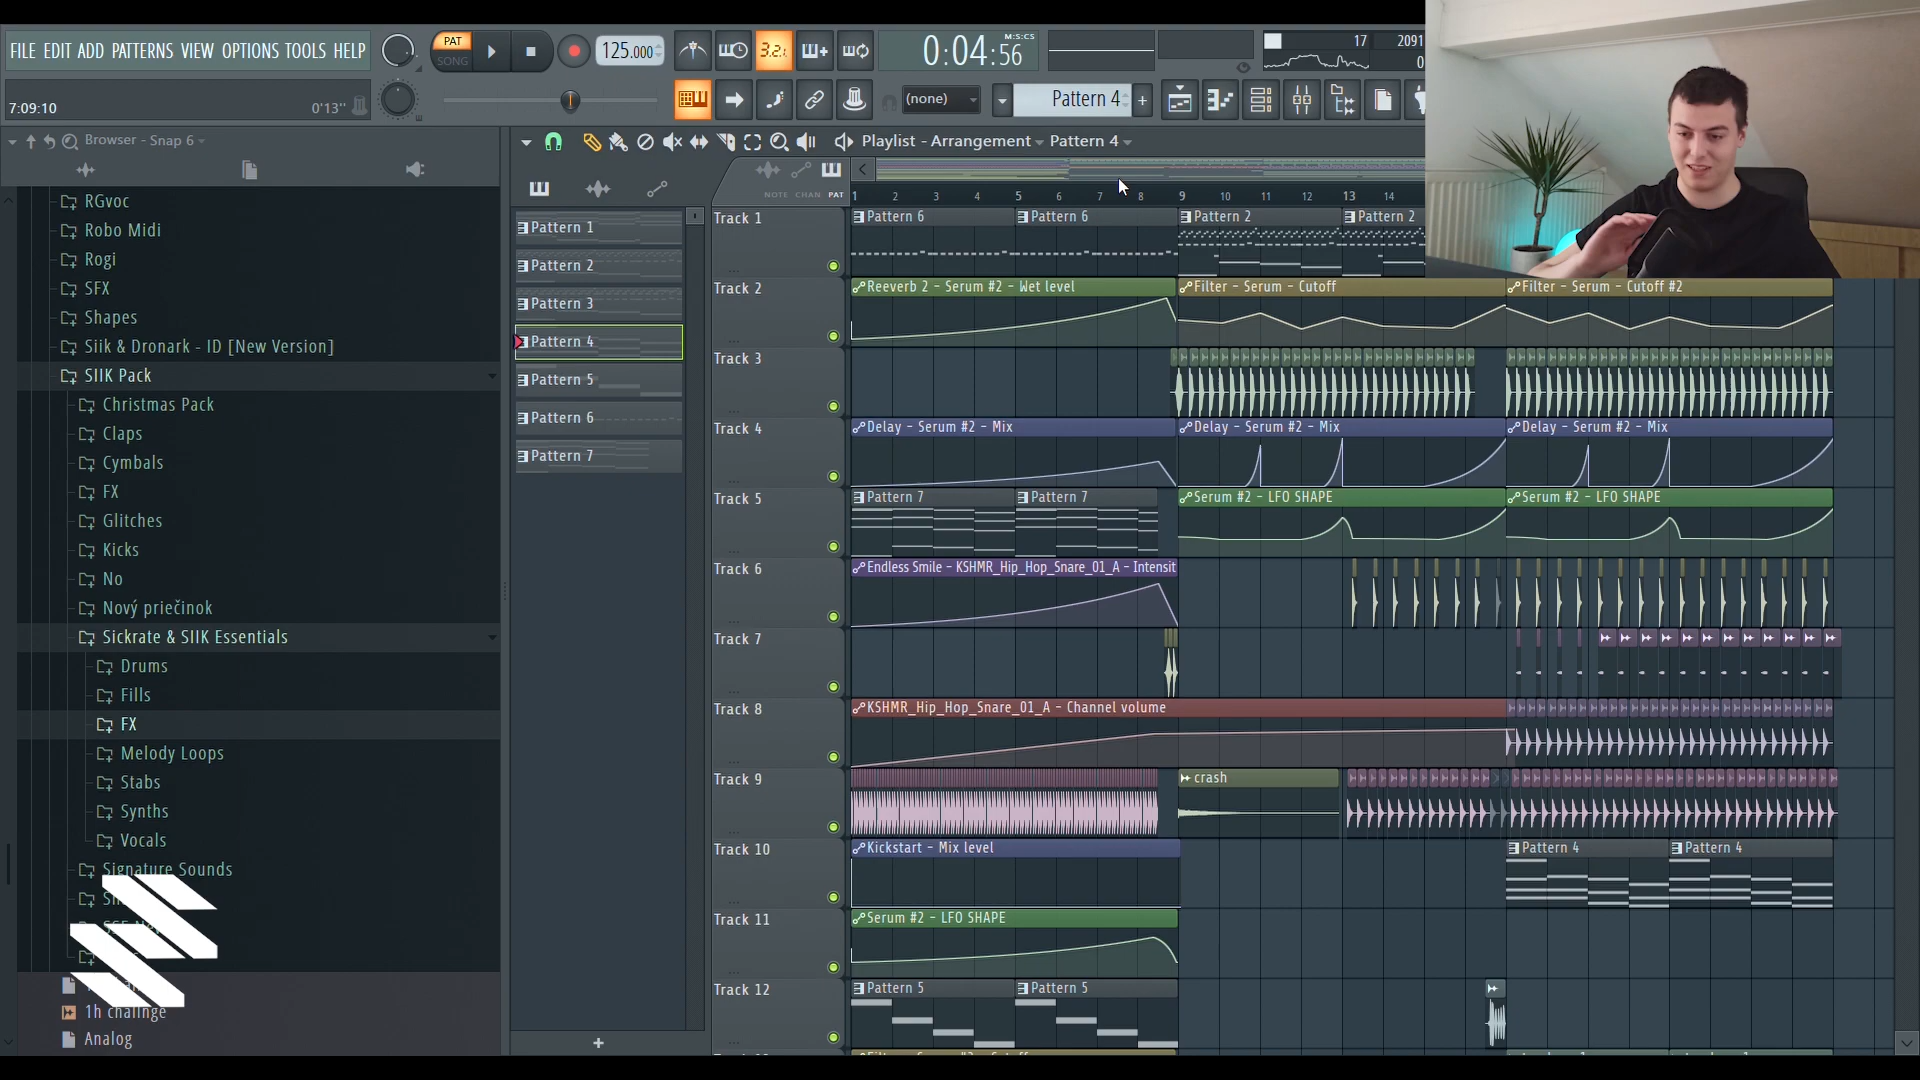 FILE EDIT ADD PATTERNS VIEW OPTIONS TOOLS HELP
PAT
SONG
125.000
3.2.
0:04:56
M:S:CS
17
2091
0
7:09:10
0'13''
(none)
Pattern 4
+
Browser - Snap 6
Playlist - Arrangement
Pattern 4
NOTE CHAN PAT
1 2 3 4 5 6 7 8 9 10 11 12 13 14
RGvoc
Robo Midi
Rogi
SFX
Shapes
Siik & Dronark - ID [New Version]
SIIK Pack
Christmas Pack
Claps
Cymbals
FX
Glitches
Kicks
No
Nový priečinok
Sickrate & SIIK Essentials
Drums
Fills
FX
Melody Loops
Stabs
Synths
Vocals
Signature Sounds
1h challnge
Analog
Pattern 1
Pattern 2
Pattern 3
Pattern 4
Pattern 5
Pattern 6
Pattern 7
+
Track 1
Pattern 6
Pattern 6
Pattern 2
Pattern 2
Track 2
Reeverb 2 - Serum #2 - Wet level
Filter - Serum - Cutoff
Filter - Serum - Cutoff #2
Track 3
Track 4
Delay - Serum #2 - Mix
Delay - Serum #2 - Mix
Delay - Serum #2 - Mix
Track 5
Pattern 7
Pattern 7
Serum #2 - LFO SHAPE
Serum #2 - LFO SHAPE
Track 6
Endless Smile - KSHMR_Hip_Hop_Snare_01_A - Intensit
Track 7
Track 8
KSHMR_Hip_Hop_Snare_01_A - Channel volume
Track 9
crash
Track 10
Kickstart - Mix level
Pattern 4
Pattern 4
Track 11
Serum #2 - LFO SHAPE
Track 12
Pattern 5
Pattern 5